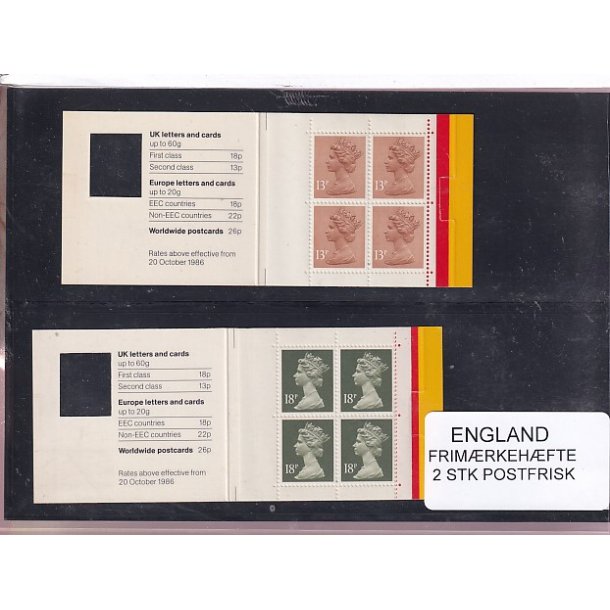 UK letters and cards
up to 60g
First class 18p
Second class 13p
Europe letters and cards
up to 20g
EEC countries 18p
Non-EEC countries 22p
Worldwide postcards 26p
Rates above effective from
20 October 1986
13P 13P
13P 13P
UK letters and cards
up to 60g
First class 18p
Second class 13p
Europe letters and cards
up to 20g
EEC countries 18p
Non-EEC countries 22p
Worldwide postcards 26p
Rates above effective from
20 October 1986
18P 18P
18P 18P
ENGLAND
FRIMÆRKEHÆFTE
2 STK POSTFRISK